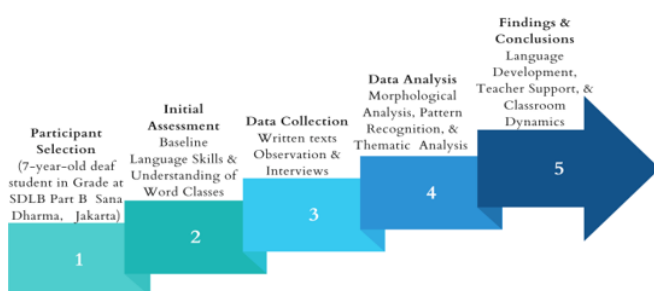 Participant
Selection
(7-year-old deaf
student in Grade at
SDLB Part B Sana
Dharma, Jakarta)
1
Initial
Assessment
Baseline
Language Skills &
Understanding of
Word Classes
2
Data Collection
Written texts
Observation &
Interviews
3
Data Analysis
Morphological
Analysis, Pattern
Recognition, &
Thematic Analysis
4
Findings &
Conclusions
Language
Development,
Teacher Support, &
Classroom
Dynamics
5